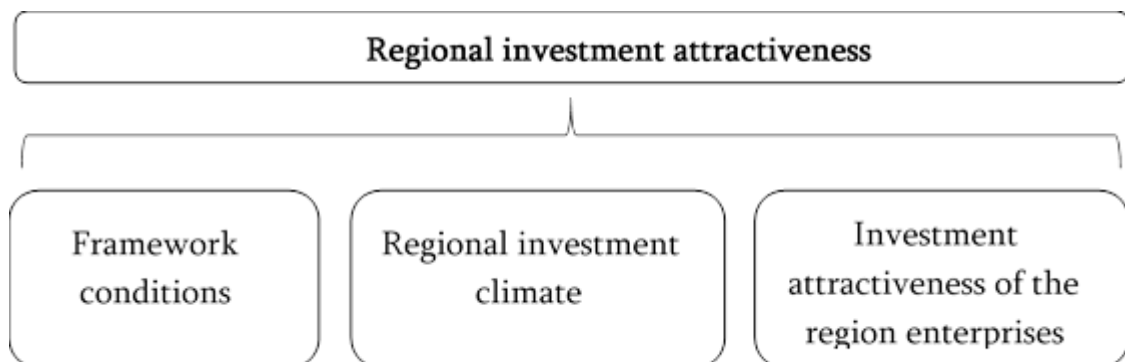 Regional investment attractiveness
Framework
conditions
Regional investment
climate
Investment
attractiveness of the
region enterprises